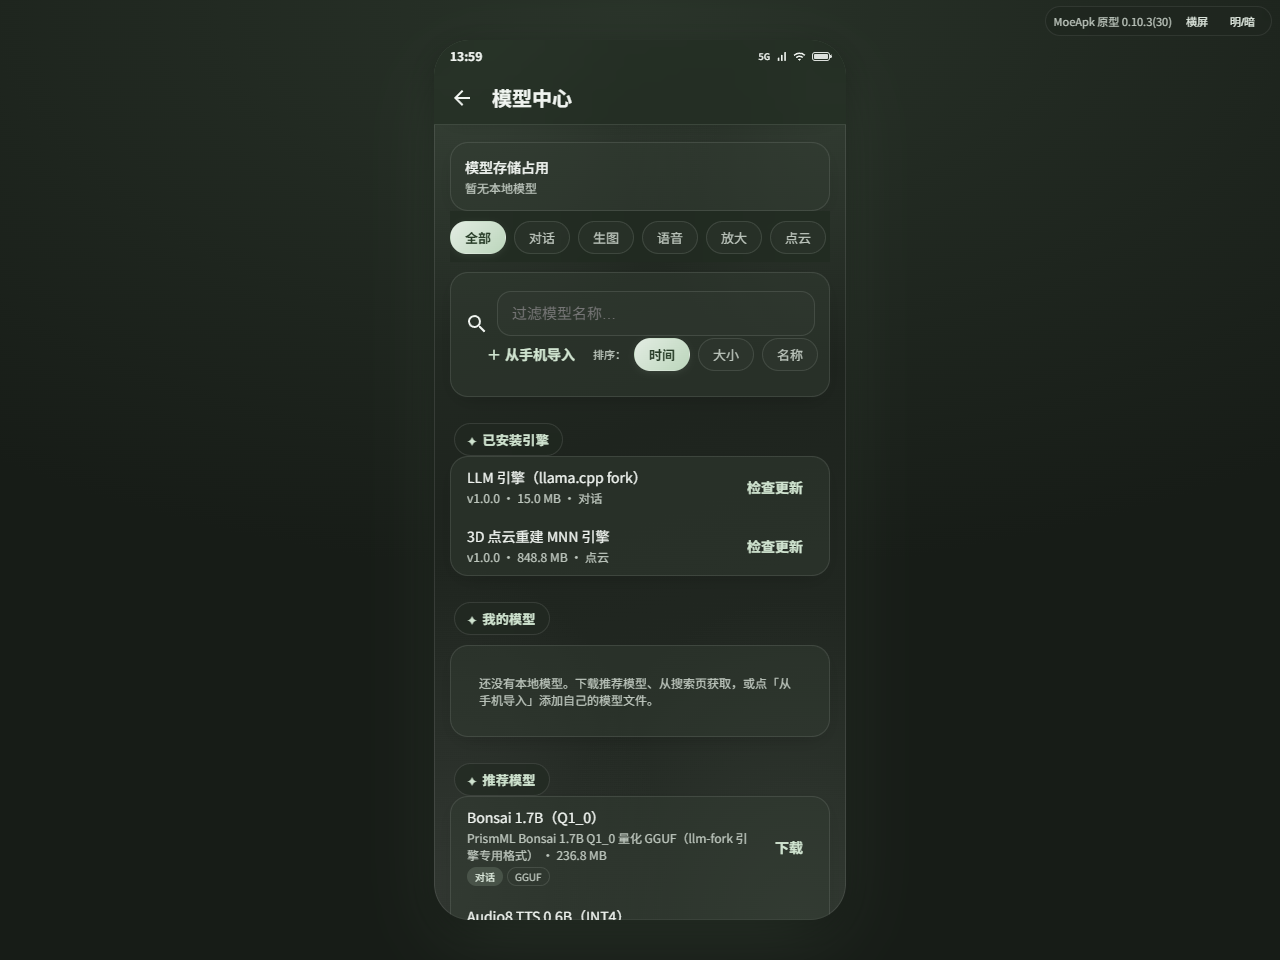 MoeApk 原型 0.10.3(30) 横屏 明/暗
13:59 5G
模型中心
模型存储占用
暂无本地模型
全部 对话 生图 语音 放大 点云
过滤模型名称...
从手机导入 排序： 时间 大小 名称
已安装引擎
LLM 引擎（llama.cpp fork）
v1.0.0 · 15.0 MB · 对话
检查更新
3D 点云重建 MNN 引擎
v1.0.0 · 848.8 MB · 点云
检查更新
我的模型
还没有本地模型。下载推荐模型、从搜索页获取，或点「从
手机导入」添加自己的模型文件。
推荐模型
Bonsai 1.7B（Q1_0）
PrismML Bonsai 1.7B Q1_0 量化 GGUF（llm-fork 引
擎专用格式） · 236.8 MB
下载
对话 GGUF
Audio8 TTS 0.6B（INT4）